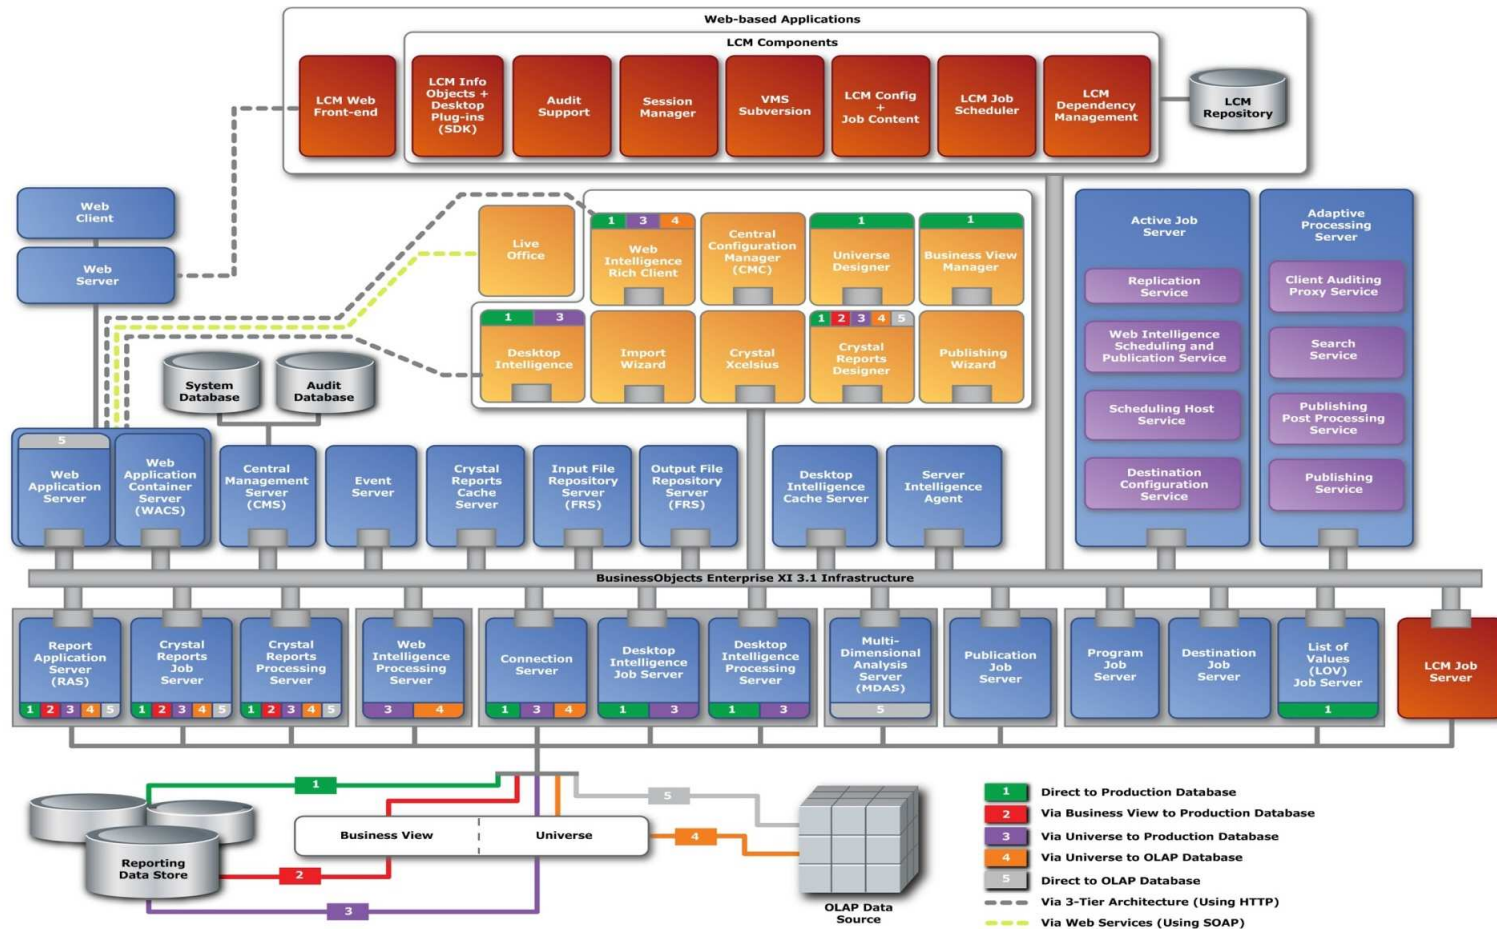 Web-based Applications
LCM Components
LCM Web
Front-end
LCM Info
Objects +
Desktop
Plug-ins
(SDK)
Audit
Support
Session
Manager
VMS
Subversion
LCM Config
+
Job Content
LCM Job
Scheduler
LCM
Dependency
Management
LCM
Repository
Web
Client
Web
Server
Live
Office
1 3 4
Web
Intelligence
Rich Client
Central
Configuration
Manager
(CMC)
1
Universe
Designer
1
Business View
Manager
1 3
Desktop
Intelligence
Import
Wizard
Crystal
Xcelsius
1 2 3 4 5
Crystal
Reports
Designer
Publishing
Wizard
Active Job
Server
Replication
Service
Web Intelligence
Scheduling and
Publication Service
Scheduling Host
Service
Destination
Configuration
Service
Adaptive
Processing
Server
Client Auditing
Proxy Service
Search
Service
Publishing
Post Processing
Service
Publishing
Service
System
Database
Audit
Database
5
Web
Application
Server
Web
Application
Container
Server
(WACS)
Central
Management
Server
(CMS)
Event
Server
Crystal
Reports
Cache
Server
Input File
Repository
Server
(FRS)
Output File
Repository
Server
(FRS)
Desktop
Intelligence
Cache Server
Server
Intelligence
Agent
BusinessObjects Enterprise XI 3.1 Infrastructure
Report
Application
Server
(RAS)
1 2 3 4 5
Crystal
Reports
Job
Server
1 2 3 4 5
Crystal
Reports
Processing
Server
1 2 3 4 5
Web
Intelligence
Processing
Server
3 4
Connection
Server
1 3 4
Desktop
Intelligence
Job Server
1 3
Desktop
Intelligence
Processing
Server
1 3
Multi-
Dimensional
Analysis
Server
(MDAS)
5
Publication
Job
Server
Program
Job
Server
Destination
Job
Server
List of
Values
(LOV)
Job Server
1
LCM Job
Server
1
5
Business View
Universe
4
Reporting
Data Store
2
3
OLAP Data
Source
1 Direct to Production Database
2 Via Business View to Production Database
3 Via Universe to Production Database
4 Via Universe to OLAP Database
5 Direct to OLAP Database
Via 3-Tier Architecture (Using HTTP)
Via Web Services (Using SOAP)